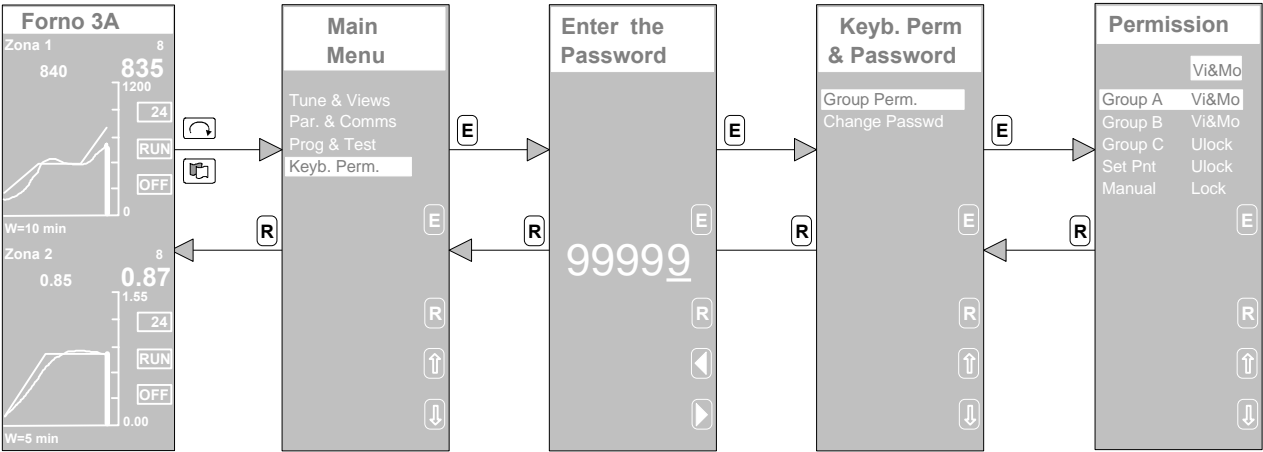 Forno 3A
Zona 1 8
840 835
1200
24
RUN
OFF
0
W=10 min
Zona 2 8
0.85 0.87
1.55
24
RUN
OFF
0.00
W=5 min
R
Main
Menu
Tune & Views
Par. & Comms
Prog & Test
Keyb. Perm.
E
R
E
R
Enter the
Password
99999
R
E
R
Keyb. Perm
& Password
Group Perm.
Change Passwd
E
R
E
R
Permission
Vi&Mo
Group A Vi&Mo
Group B Vi&Mo
Group C Ulock
Set Pnt Ulock
Manual Lock
E
R